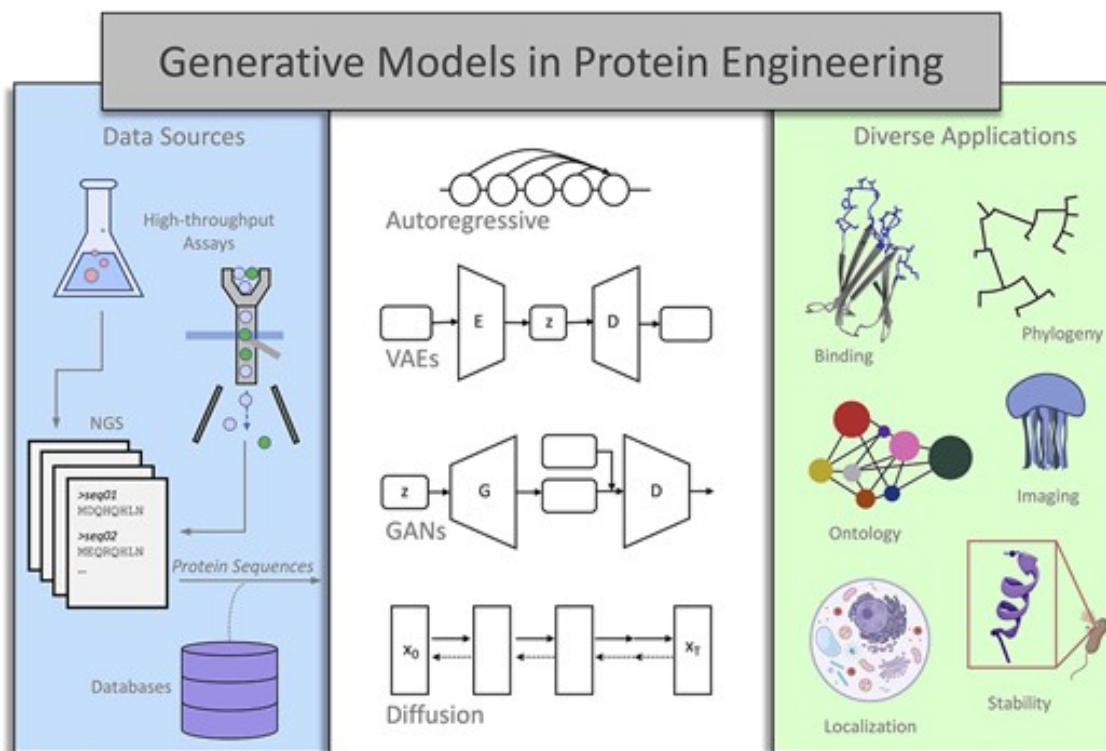 Generative Models in Protein Engineering
Data Sources
High-throughput
Assays
NGS
>seq01
MDQHQHLN
>seq02
MEQRQHLN
...
Protein Sequences
Databases
Autoregressive
E
z
D
VAEs
z
G
D
GANs
x0
xT
Diffusion
Diverse Applications
Binding
Phylogeny
Ontology
Imaging
Localization
Stability